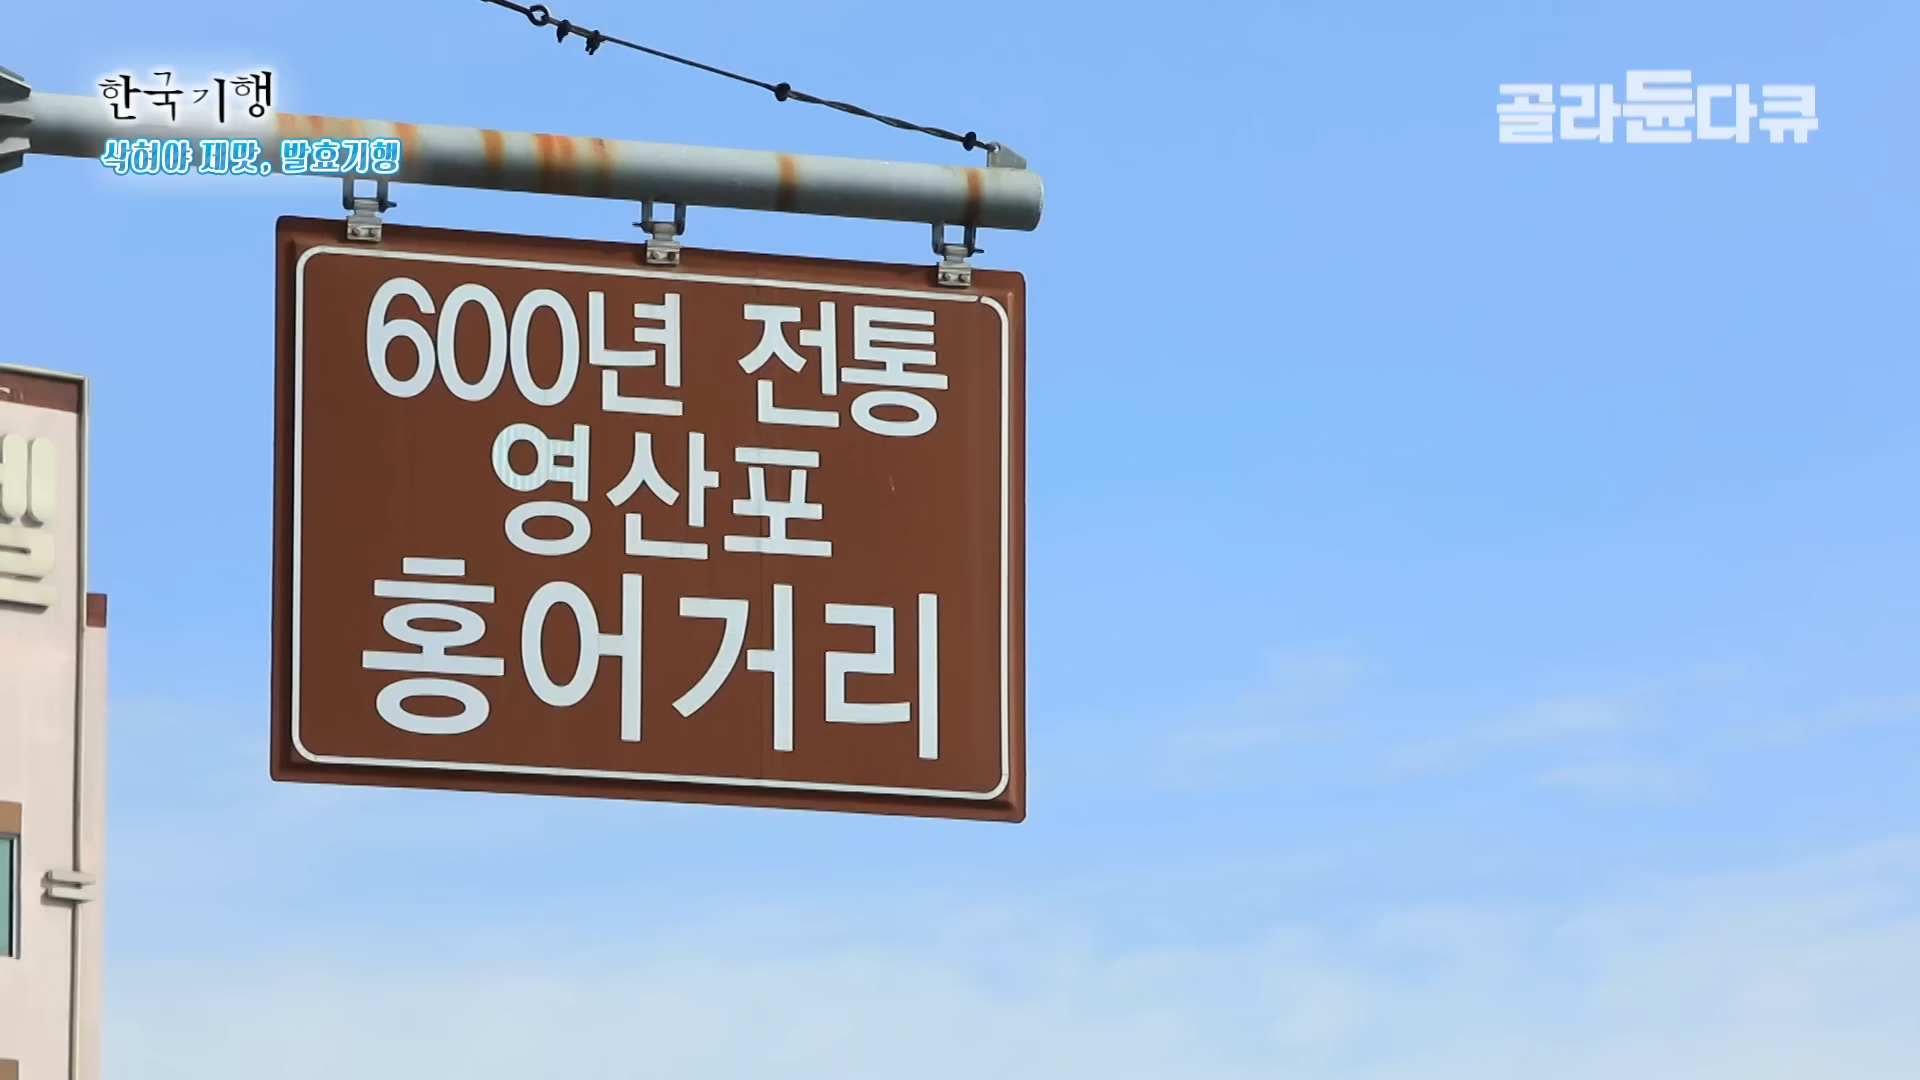 한국기행
삭혀야 제맛, 발효기행
골라듄다큐
600년 전통
영산포
홍어거리